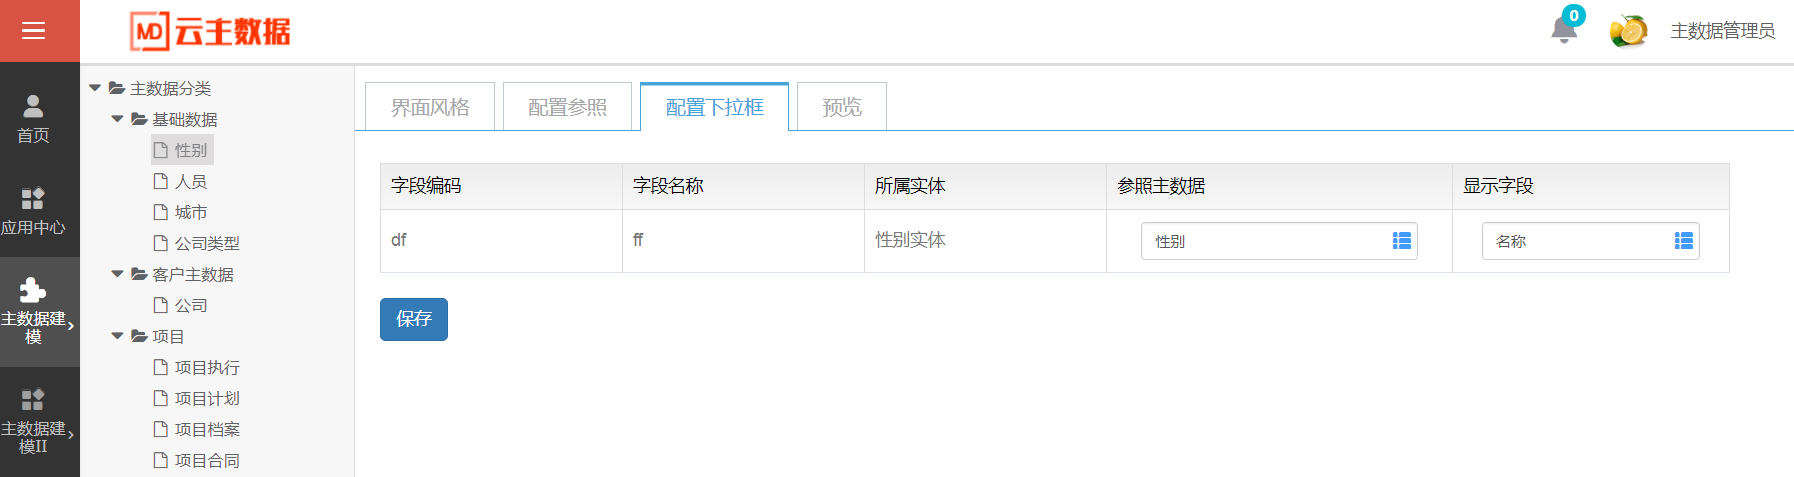 MD 云主数据
0
主数据管理员
首页
应用中心
主数据建
模
主数据建
模II
主数据分类
基础数据
性别
人员
城市
公司类型
客户主数据
公司
项目
项目执行
项目计划
项目档案
项目合同
界面风格 配置参照 配置下拉框 预览
字段编码 字段名称 所属实体 参照主数据 显示字段
df ff 性别实体 性别 名称
保存